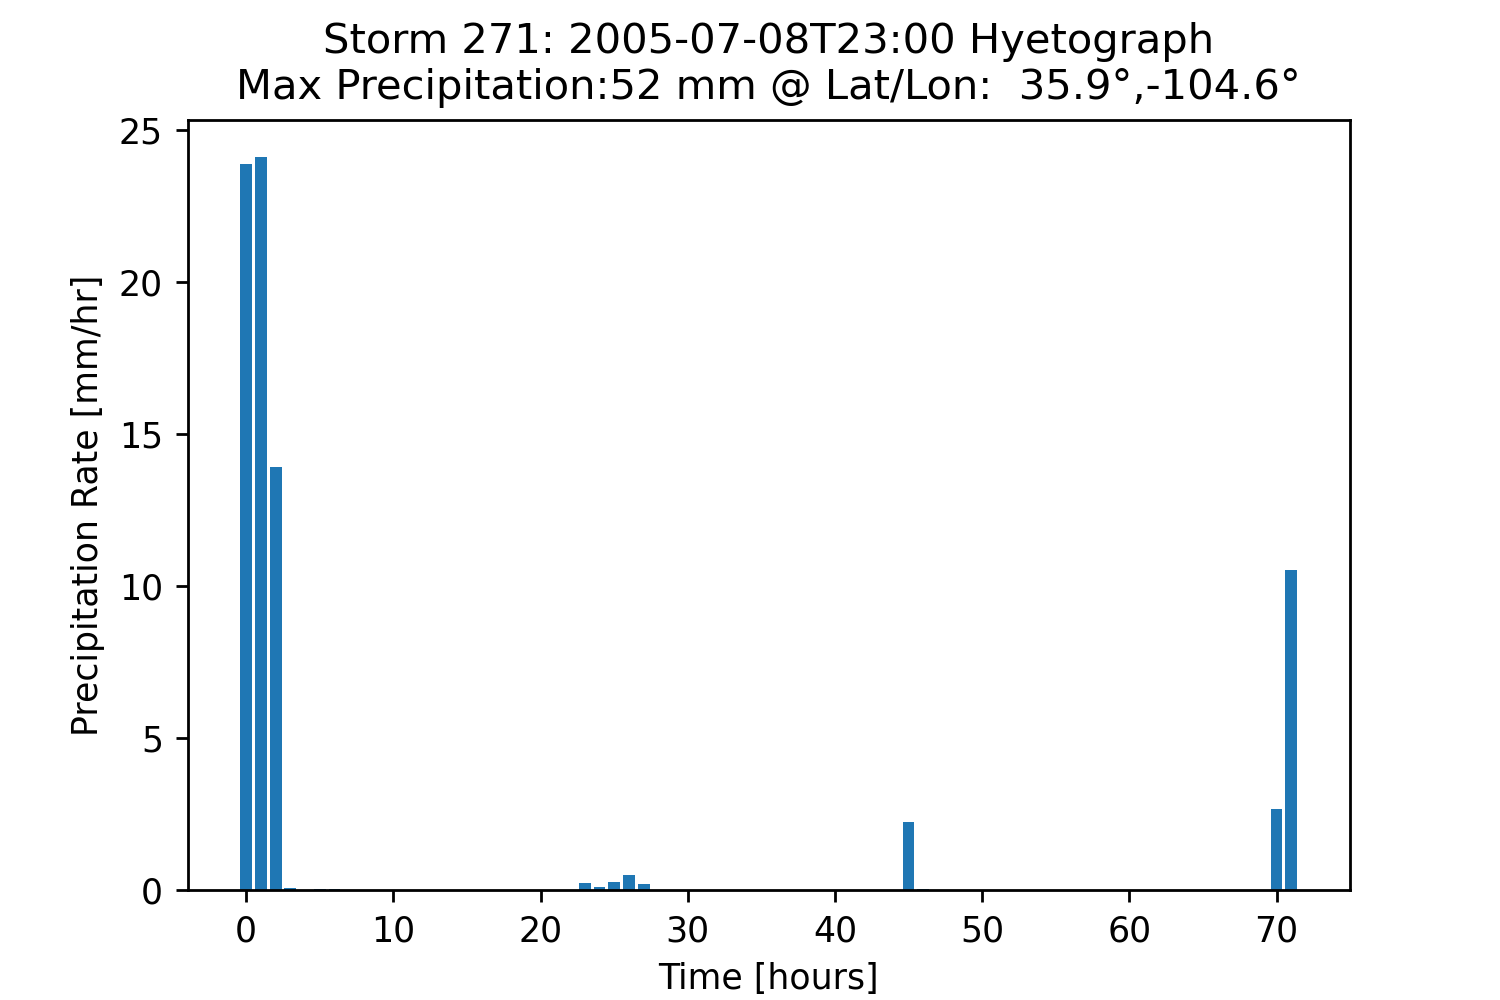 Storm 271: 2005-07-08T23:00 Hyetograph
Max Precipitation:52 mm @ Lat/Lon:  35.9°,-104.6°
25
20
15
10
5
0
Precipitation Rate [mm/hr]
0 10 20 30 40 50 60 70
Time [hours]